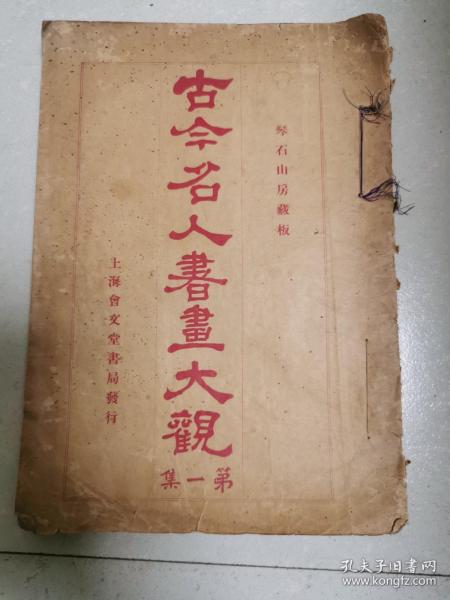 琴石山房藏板
古今名人書畫大觀
第一集
上海會文堂書局發行
孔夫子旧书网
www.kongfz.com